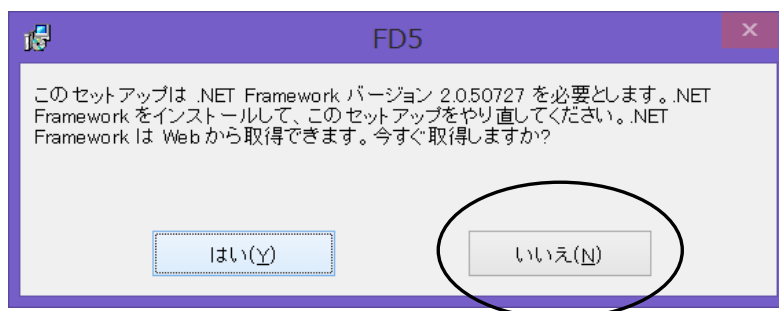 FD5
このセットアップは .NET Framework バージョン 2.0.50727 を必要とします。.NET
Framework をインストールして、このセットアップをやり直してください。.NET
Framework は Web から取得できます。今すぐ取得しますか?
はい(Y)
いいえ(N)